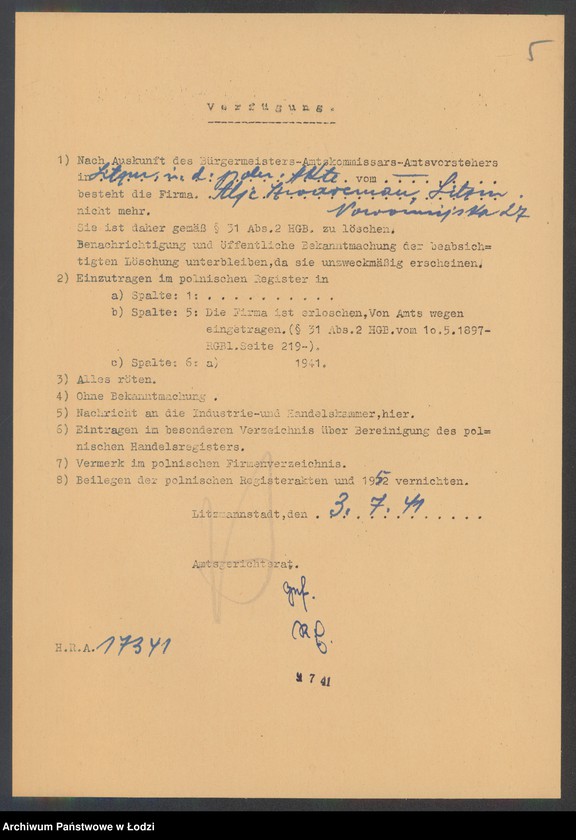 5
Verfügung.
1) Nach Auskunft des Bürgermeisters-Amtskommissars-Amtsvorstehers
in vom
besteht die Firma.
nicht mehr. Nowomiejska 27
Sie ist daher gemäß § 31 Abs.2 HGB. zu löschen.
Benachrichtigung und öffentliche Bekanntmachung der beabsich=
tigten Löschung unterbleiben,da sie unzweckmäßig erscheinen.
2) Einzutragen im polnischen Register in
a) Spalte: 1: . . . . . . . . . .
b) Spalte: 5: Die Firma ist erloschen,Von Amts wegen
eingetragen.(§ 31 Abs.2 HGB.vom 1o.5.1897-
RGBl.Seite 219-).
c) Spalte: 6: a) 1941.
3) Alles röten.
4) Ohne Bekanntmachung .
5) Nachricht an die Industrie-und Handelskammer,hier.
6) Eintragen im besonderen Verzeichnis über Bereinigung des pol=
nischen Handelsregisters.
7) Vermerk im polnischen Firmenverzeichnis.
8) Beilegen der polnischen Registerakten und 1952 vernichten.
Litzmannstadt,den . 3. 7. 41
Amtsgerichtsrat.
H.R.A. 17341
7 41
Archiwum Państwowe w Łodzi